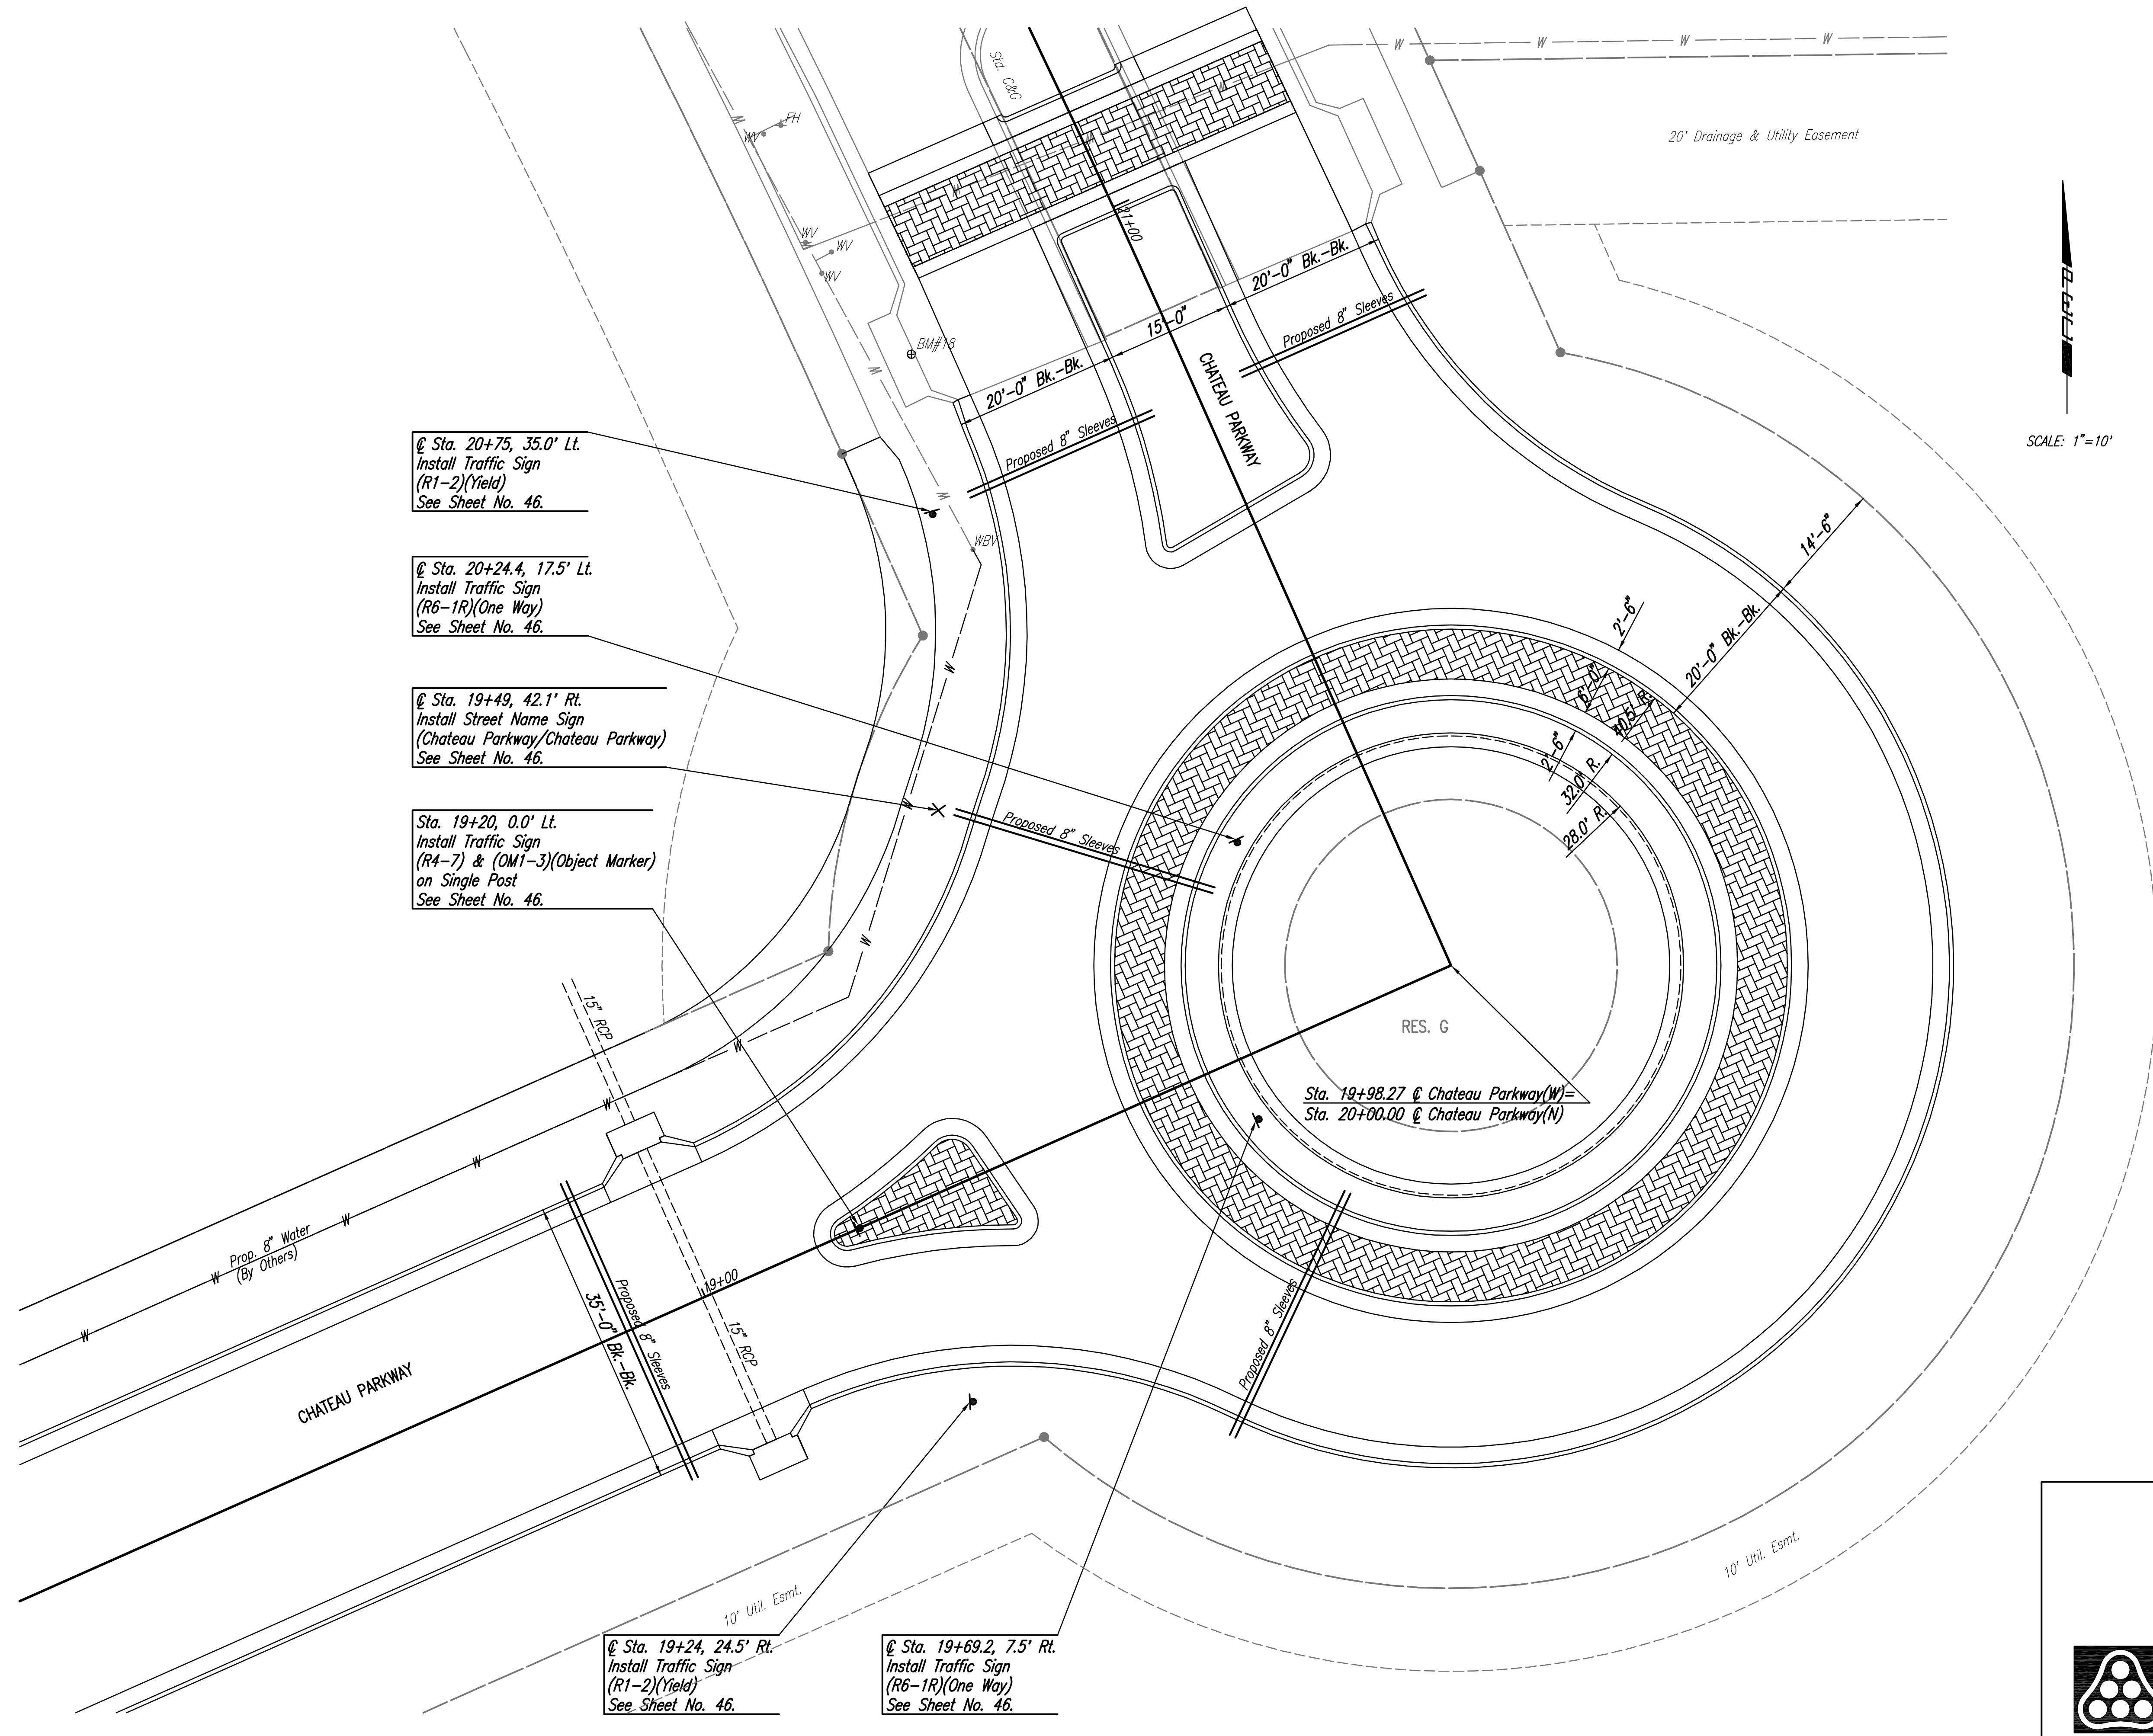 Std. C&G
W
W
W
W
FH
WV
W
W
W
W
20' Drainage & Utility Easement
21+00
WV
WV
W
WV
BM#18
W
20'-0" Bk.-Bk.
15'-0"
20'-0" Bk.-Bk.
Proposed 8" Sleeves
Proposed 8" Sleeves
CHATEAU PARKWAY
SCALE: 1"=10'
℄ Sta. 20+75, 35.0' Lt.
Install Traffic Sign
(R1-2)(Yield)
See Sheet No. 46.
W
WBV
℄ Sta. 20+24.4, 17.5' Lt.
Install Traffic Sign
(R6-1R)(One Way)
See Sheet No. 46.
W
14'-6"
20'-0" Bk.-Bk.
2'-6"
6'-0"
40.5' R.
2'-6"
32.0' R.
28.0' R.
℄ Sta. 19+49, 42.1' Rt.
Install Street Name Sign
(Chateau Parkway/Chateau Parkway)
See Sheet No. 46.
W
Proposed 8" Sleeves
Sta. 19+20, 0.0' Lt.
Install Traffic Sign
(R4-7) & (OM1-3)(Object Marker)
on Single Post
See Sheet No. 46.
W
15" RCP
W
RES. G
Sta. 19+98.27 ℄ Chateau Parkway(W)=
Sta. 20+00.00 ℄ Chateau Parkway(N)
W
W
W
W
W
Prop. 8" Water
(By Others)
19+00
15" RCP
Proposed 8" Sleeves
35'-0" Bk.-Bk.
CHATEAU PARKWAY
Proposed 8" Sleeves
10' Util. Esmt.
10' Util. Esmt.
℄ Sta. 19+24, 24.5' Rt.
Install Traffic Sign
(R1-2)(Yield)
See Sheet No. 46.
℄ Sta. 19+69.2, 7.5' Rt.
Install Traffic Sign
(R6-1R)(One Way)
See Sheet No. 46.